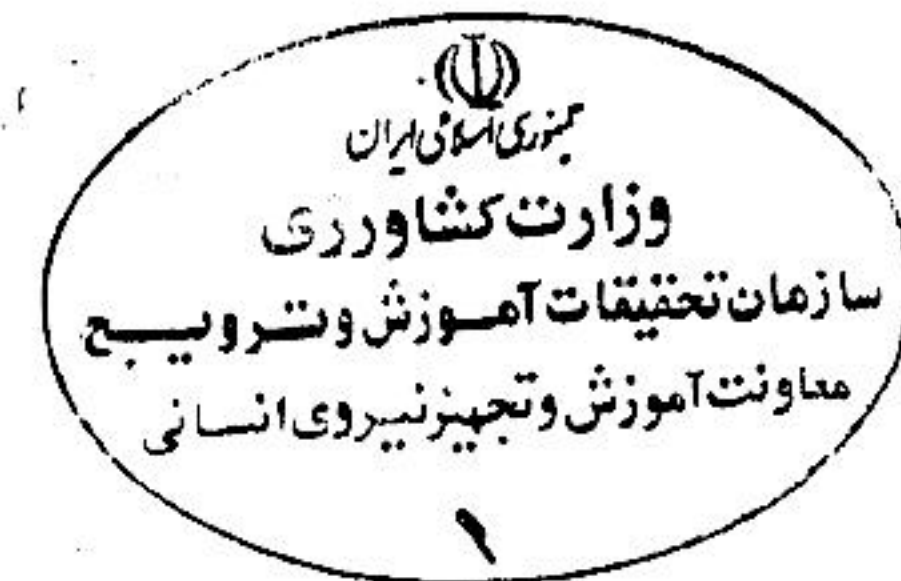 جمهوری اسلامی ایران
وزارت کشاورزی
سازمان تحقیقات آموزش و ترویج
معاونت آموزش و تجهیز نیروی انسانی
۱